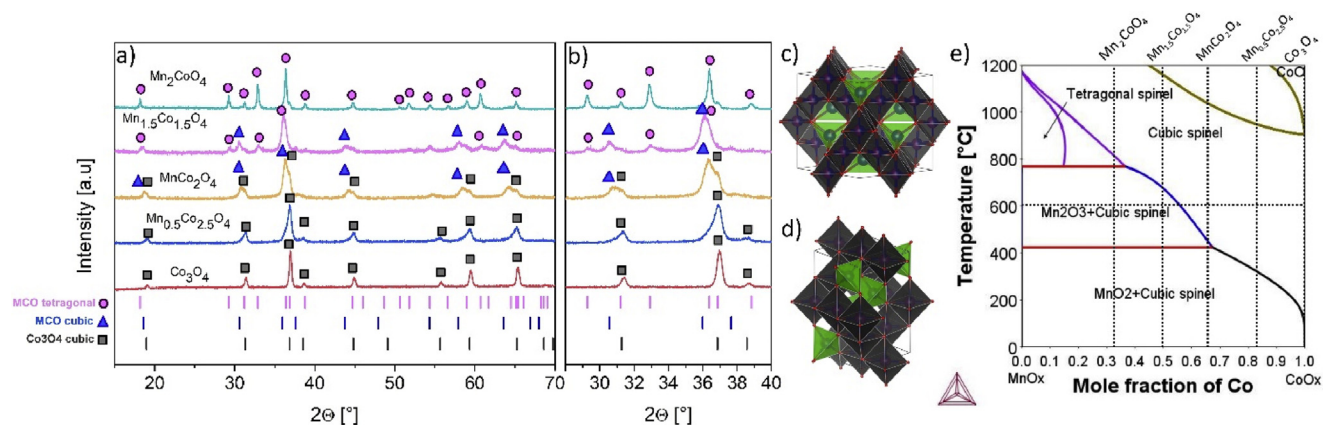 a)
Mn2CoO4
Mn1.5Co1.5O4
MnCo2O4
Mn0.5Co2.5O4
Co3O4
Intensity [a.u]
MCO tetragonal
MCO cubic
Co3O4 cubic
20 30 40 50 60 70
2Θ [°]
b)
30 32 34 36 38 40
2Θ [°]
c)
d)
e)
Mn2CoO4
Mn1.5Co1.5O4
MnCo2O4
Mn0.5Co2.5O4
Co3O4
CoO
1200
1000
800
600
400
200
0
Temperature [°C]
Tetragonal spinel
Cubic spinel
Mn2O3+Cubic spinel
MnO2+Cubic spinel
0.0 0.1 0.2 0.3 0.4 0.5 0.6 0.7 0.8 0.9 1.0
MnOx
CoOx
Mole fraction of Co